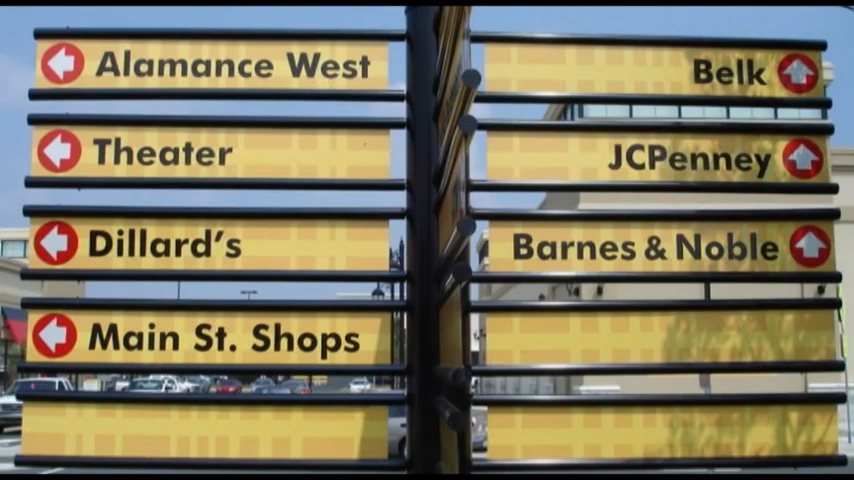 Alamance West
Theater
Dillard's
Main St. Shops
Belk
JCPenney
Barnes & Noble